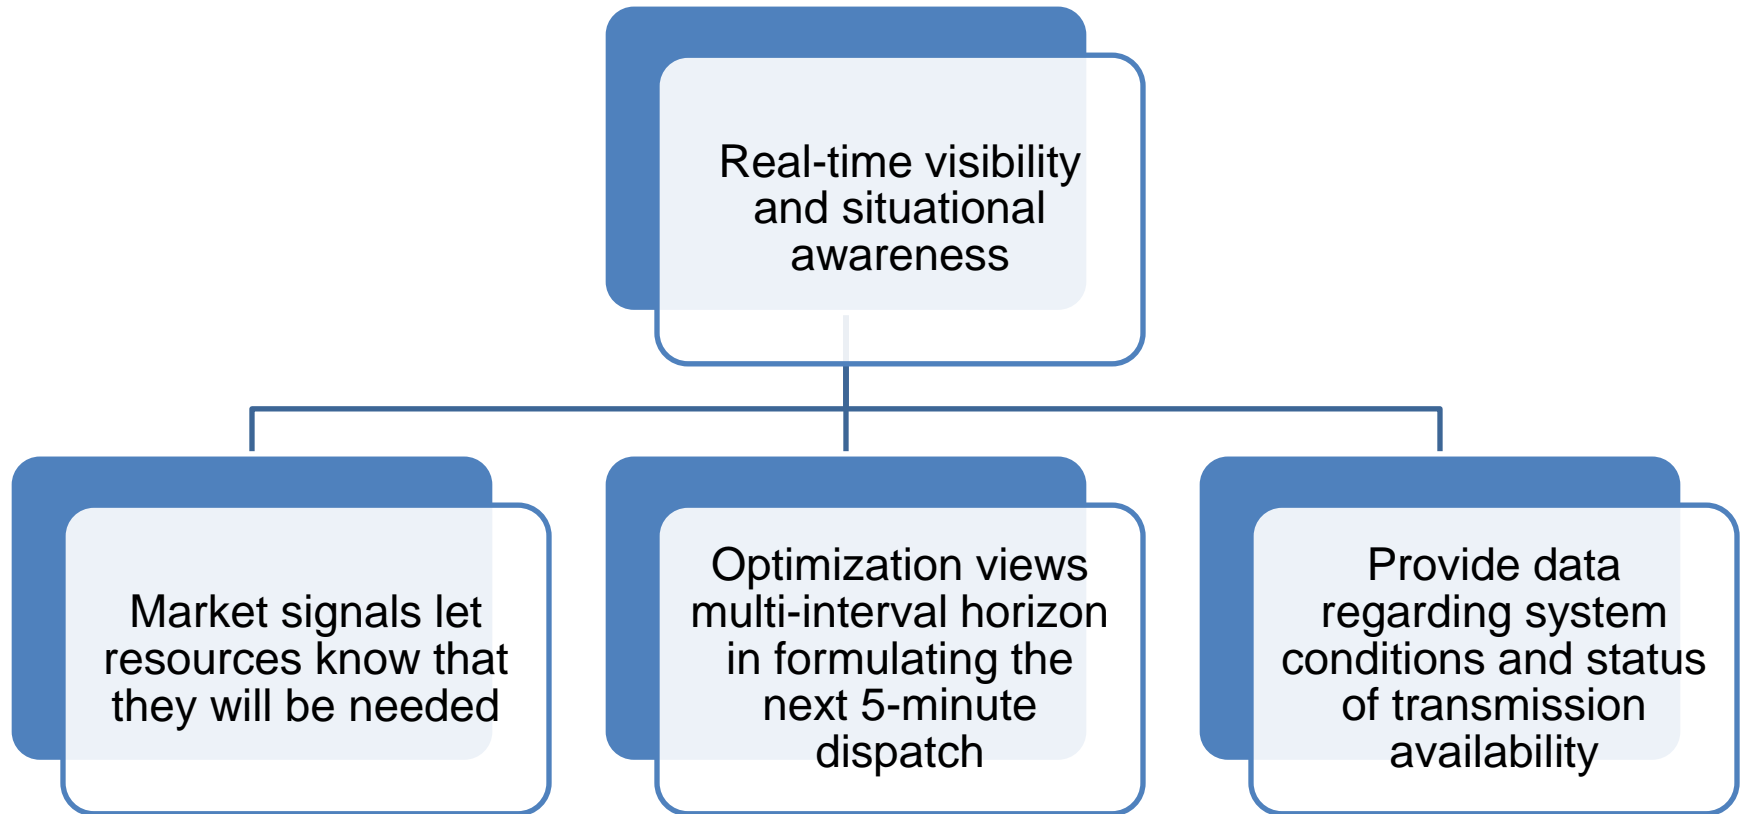 Real-time visibility
and situational
awareness
Market signals let
resources know that
they will be needed
Optimization views
multi-interval horizon
in formulating the
next 5-minute
dispatch
Provide data
regarding system
conditions and status
of transmission
availability